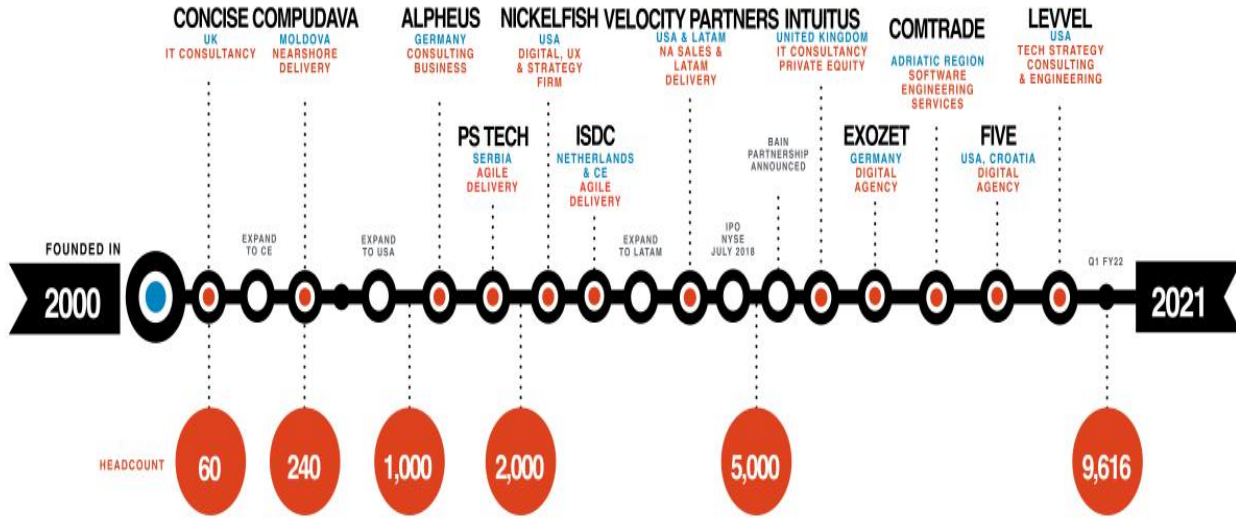 CONCISE
UK
IT CONSULTANCY
COMPUDAVA
MOLDOVA
NEARSHORE
DELIVERY
ALPHEUS
GERMANY
CONSULTING
BUSINESS
NICKELFISH
USA
DIGITAL, UX
& STRATEGY
FIRM
VELOCITY PARTNERS
USA & LATAM
NA SALES &
LATAM
DELIVERY
INTUITUS
UNITED KINGDOM
IT CONSULTANCY
PRIVATE EQUITY
COMTRADE
ADRIATIC REGION
SOFTWARE
ENGINEERING
SERVICES
LEVVEL
USA
TECH STRATEGY
CONSULTING
& ENGINEERING
PS TECH
SERBIA
AGILE
DELIVERY
ISDC
NETHERLANDS
& CE
AGILE
DELIVERY
BAIN
PARTNERSHIP
ANNOUNCED
EXOZET
GERMANY
DIGITAL
AGENCY
FIVE
USA, CROATIA
DIGITAL
AGENCY
FOUNDED IN
2000
EXPAND
TO CE
EXPAND
TO USA
EXPAND
TO LATAM
IPO
NYSE
JULY 2018
Q1 FY22
2021
HEADCOUNT
60
240
1,000
2,000
5,000
9,616